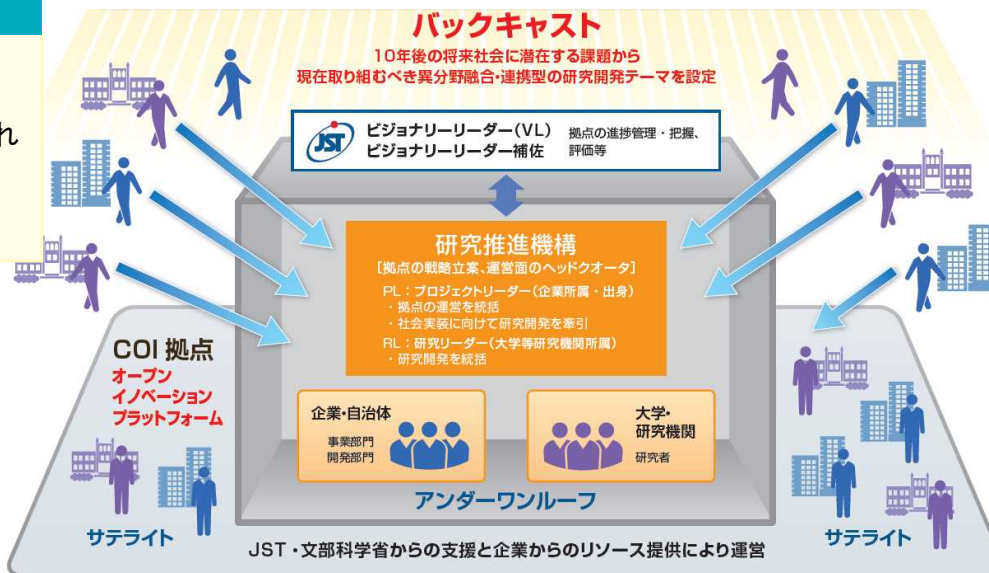 れ
バックキャスト
10年後の将来社会に潜在する課題から
現在取り組むべき異分野融合・連携型の研究開発テーマを設定
JST
ビジョナリーリーダー(VL)
ビジョナリーリーダー補佐
拠点の進捗管理・把握、
評価等
研究推進機構
[拠点の戦略立案、運営面のヘッドクオータ]
PL:プロジェクトリーダー(企業所属・出身)
・拠点の運営を統括
・社会実装に向けて研究開発を牽引
RL:研究リーダー(大学等研究機関所属)
・研究開発を統括
COI 拠点
オープン
イノベーション
プラットフォーム
企業・自治体
事業部門
開発部門
大学・
研究機関
研究者
アンダーワンルーフ
サテライト
サテライト
JST・文部科学省からの支援と企業からのリソース提供により運営